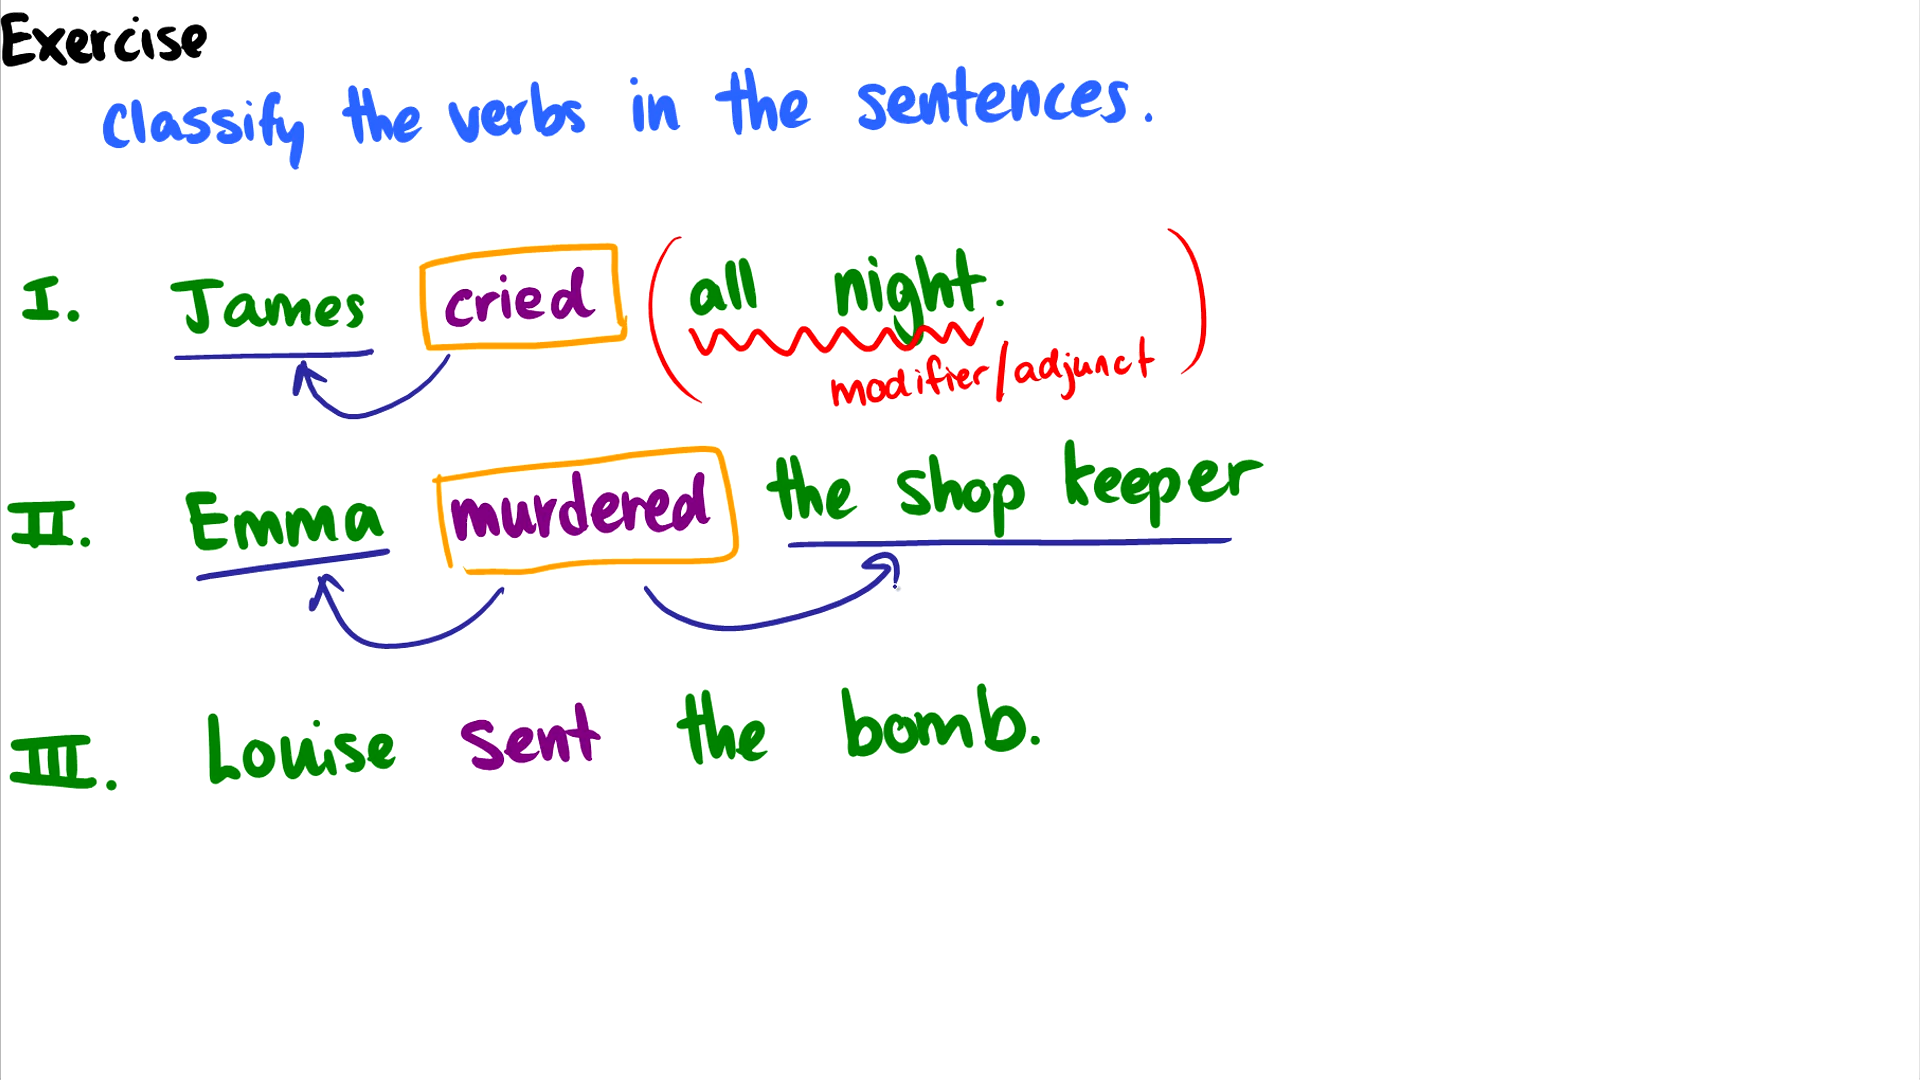 Exercise
classify the verbs in the sentences.
I. James cried (all night.)
modifier/adjunct
II. Emma murdered the shop keeper
III. Louise sent the bomb.